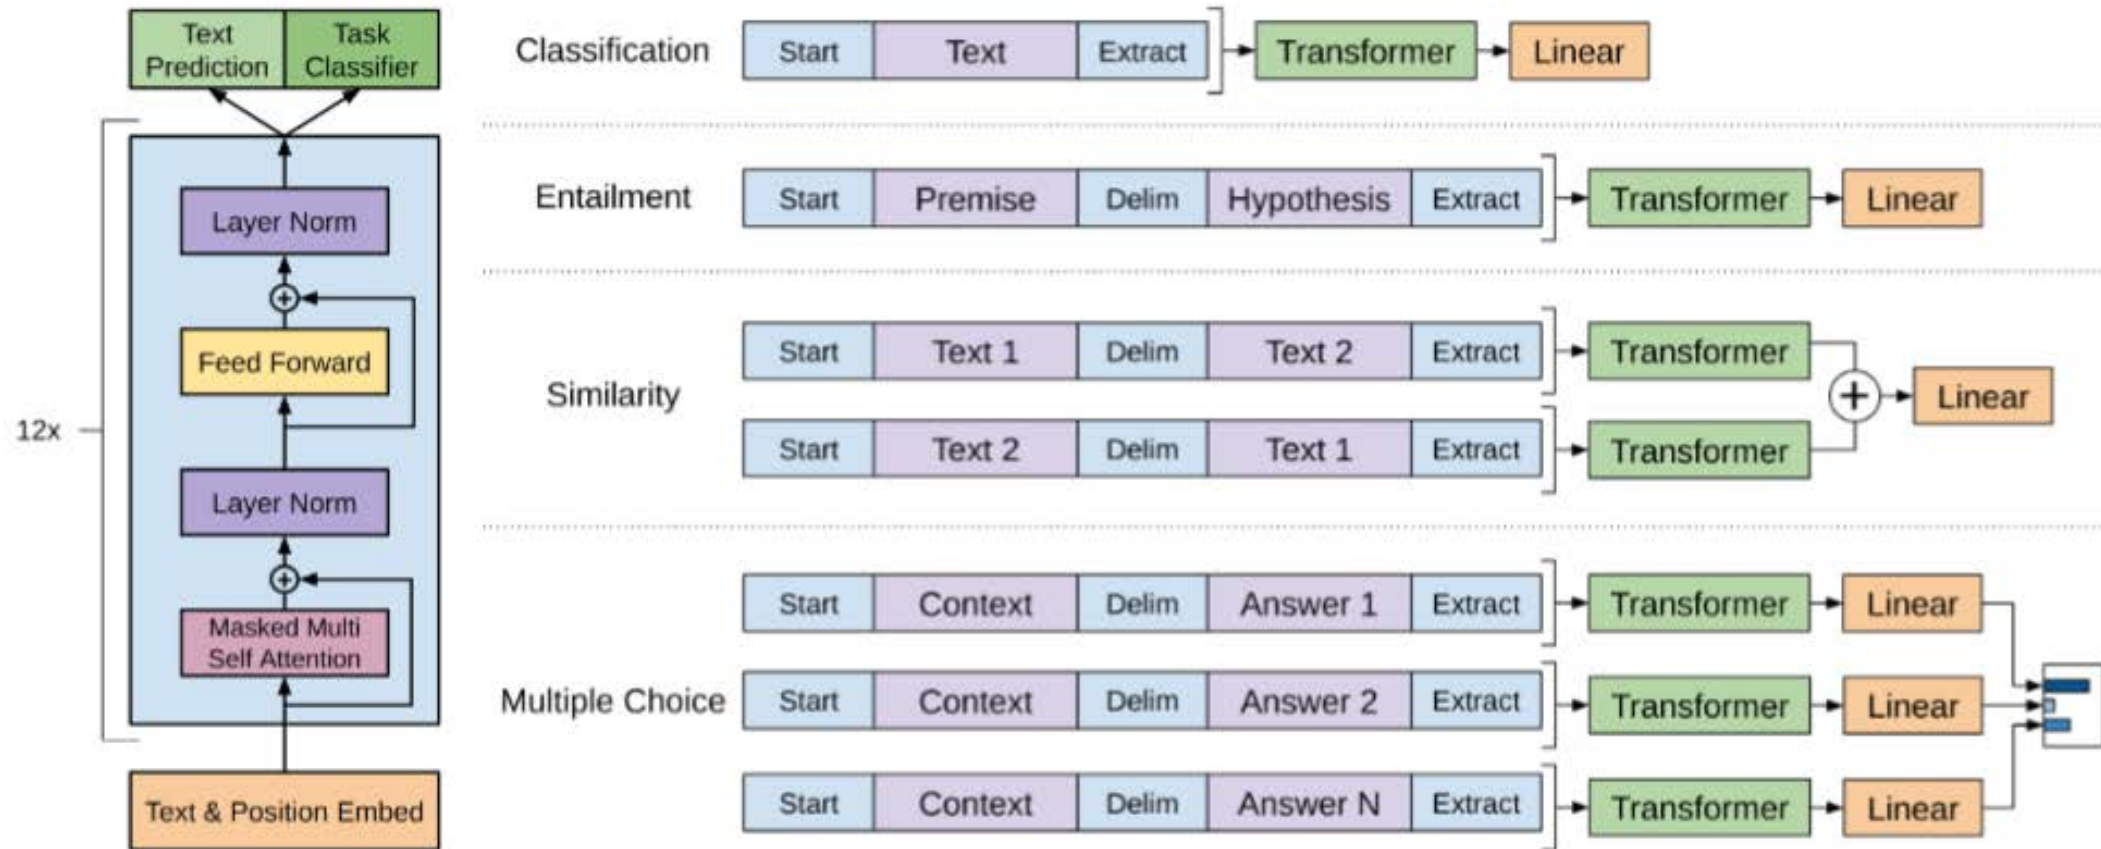 Text
Prediction
Task
Classifier
12x
Layer Norm
Feed Forward
Layer Norm
Masked Multi
Self Attention
Text & Position Embed
Classification Start Text Extract Transformer Linear
Entailment Start Premise Delim Hypothesis Extract Transformer Linear
Similarity
Start Text 1 Delim Text 2 Extract Transformer
+ Linear
Start Text 2 Delim Text 1 Extract Transformer
Multiple Choice
Start Context Delim Answer 1 Extract Transformer Linear
Start Context Delim Answer 2 Extract Transformer Linear
Start Context Delim Answer N Extract Transformer Linear